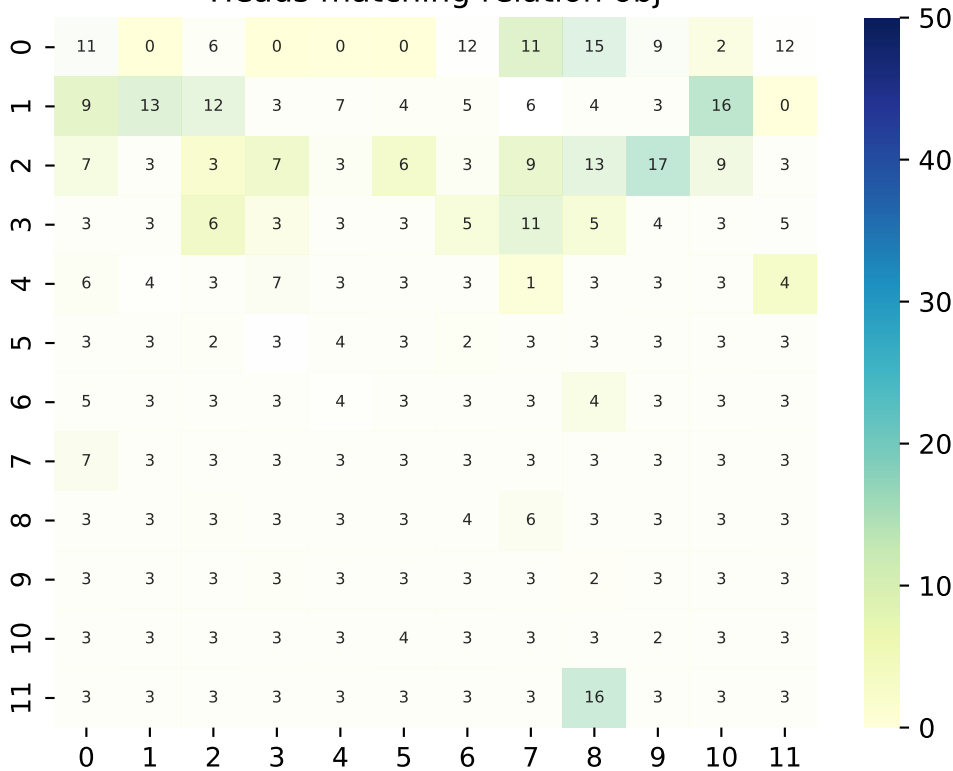 Heads matching relation obj
0 11 0 6 0 0 0 12 11 15 9 2 12
1 9 13 12 3 7 4 5 6 4 3 16 0
2 7 3 3 7 3 6 3 9 13 17 9 3
3 3 3 6 3 3 3 5 11 5 4 3 5
4 6 4 3 7 3 3 3 1 3 3 3 4
5 3 3 2 3 4 3 2 3 3 3 3 3
6 5 3 3 3 4 3 3 3 4 3 3 3
7 7 3 3 3 3 3 3 3 3 3 3 3
8 3 3 3 3 3 3 4 6 3 3 3 3
9 3 3 3 3 3 3 3 3 2 3 3 3
10 3 3 3 3 3 4 3 3 3 2 3 3
11 3 3 3 3 3 3 3 3 16 3 3 3
0 1 2 3 4 5 6 7 8 9 10 11
50
40
30
20
10
0